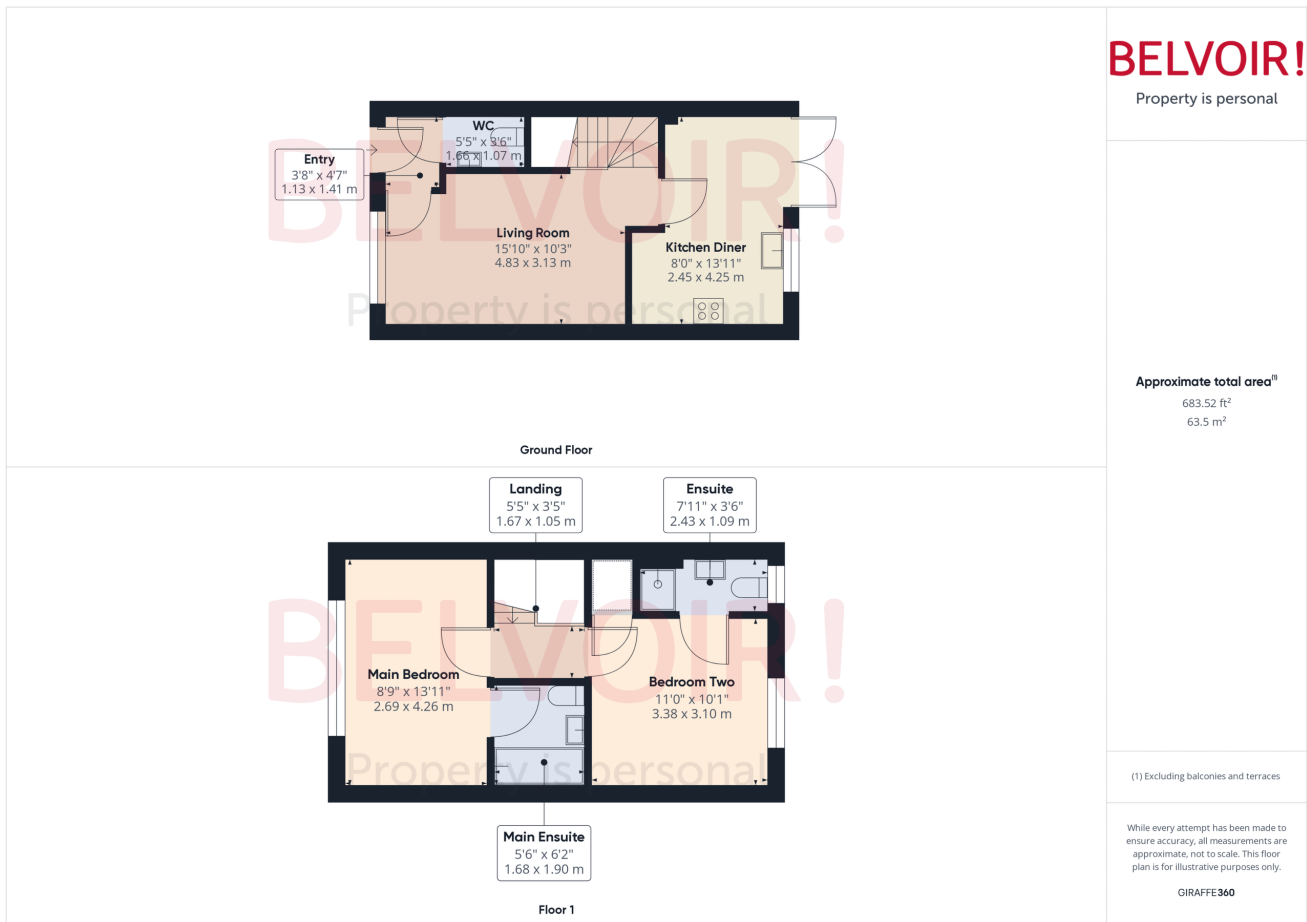 BELVOIR!
Property is personal
WC
5'5" x 3'6"
1.66 x 1.07 m
Entry
3'8" x 4'7"
1.13 x 1.41 m
Living Room
15'10" x 10'3"
4.83 x 3.13 m
Kitchen Diner
8'0" x 13'11"
2.45 x 4.25 m
BELVOIR!
Property is personal
Ground Floor
Approximate total area(1)
683.52 ft²
63.5 m²
Landing
5'5" x 3'5"
1.67 x 1.05 m
Ensuite
7'11" x 3'6"
2.43 x 1.09 m
Main Bedroom
8'9" x 13'11"
2.69 x 4.26 m
Bedroom Two
11'0" x 10'1"
3.38 x 3.10 m
BELVOIR!
Property is personal
Main Ensuite
5'6" x 6'2"
1.68 x 1.90 m
Floor 1
(1) Excluding balconies and terraces
While every attempt has been made to
ensure accuracy, all measurements are
approximate, not to scale. This floor
plan is for illustrative purposes only.
GIRAFFE360